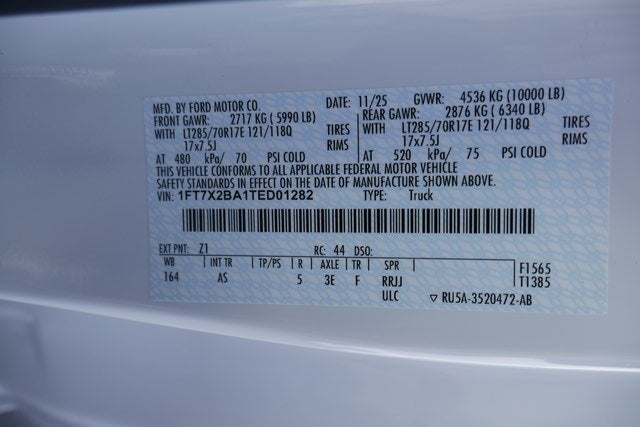 MFD. BY FORD MOTOR CO. DATE: 11/25 GVWR: 4536 KG (10000 LB)
FRONT GAWR: 2717 KG ( 5990 LB) REAR GAWR: 2876 KG ( 6340 LB)
WITH LT285/70R17E 121/118Q TIRES WITH LT285/70R17E 121/118Q TIRES
17x7.5J RIMS 17x7.5J RIMS
AT 480 kPa/ 70 PSI COLD AT 520 kPa/ 75 PSI COLD
THIS VEHICLE CONFORMS TO ALL APPLICABLE FEDERAL MOTOR VEHICLE
SAFETY STANDARDS IN EFFECT ON THE DATE OF MANUFACTURE SHOWN ABOVE.
VIN: 1FT7X2BA1TED01282 TYPE: Truck
EXT PNT: Z1 RC: 44 DSO:
WB INT TR TP/PS R AXLE TR SPR F1565
164 AS 5 3E F RRJJ T1385
ULC ▽ RU5A-3520472-AB